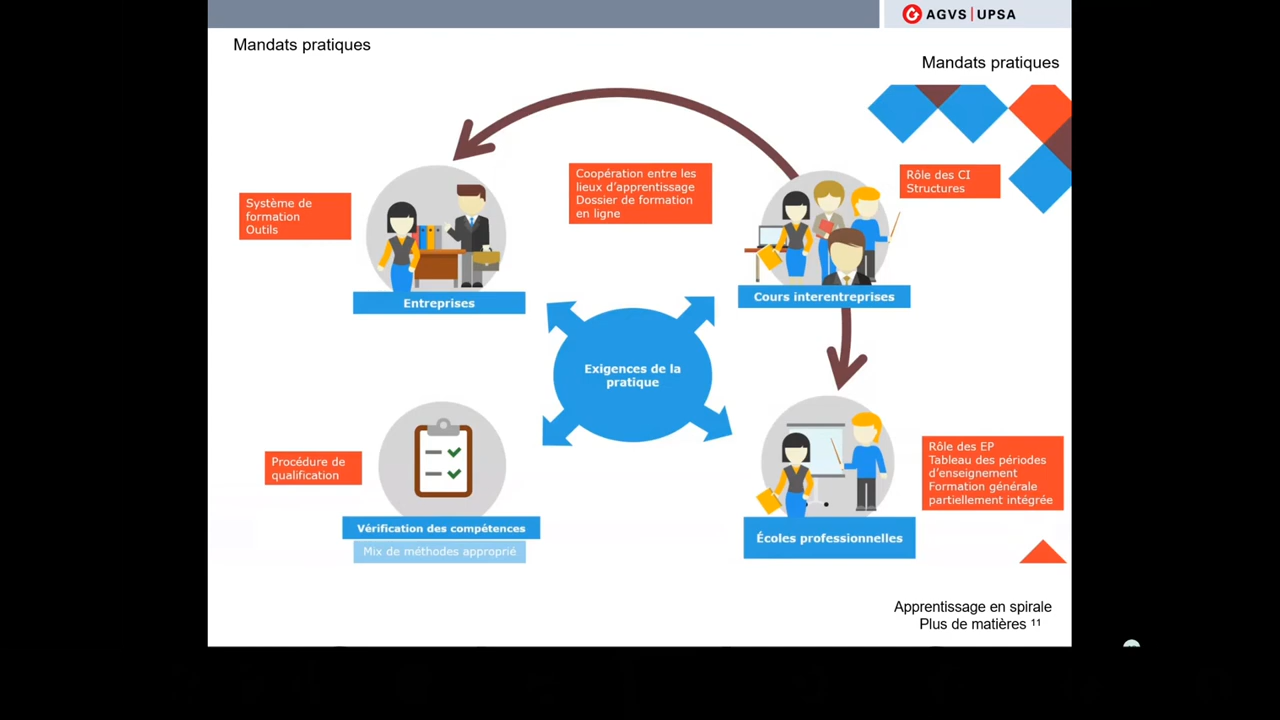 AGVS|UPSA
Mandats pratiques
Mandats pratiques
Système de
formation
Outils
Coopération entre les
lieux d'apprentissage
Dossier de formation
en ligne
Rôle des CI
Structures
Entreprises
Cours interentreprises
Exigences de la
pratique
Procédure de
qualification
Rôle des EP
Tableau des périodes
d'enseignement
Formation générale
partiellement intégrée
Vérification des compétences
Mix de méthodes approprié
Écoles professionnelles
Apprentissage en spirale
Plus de matières 11